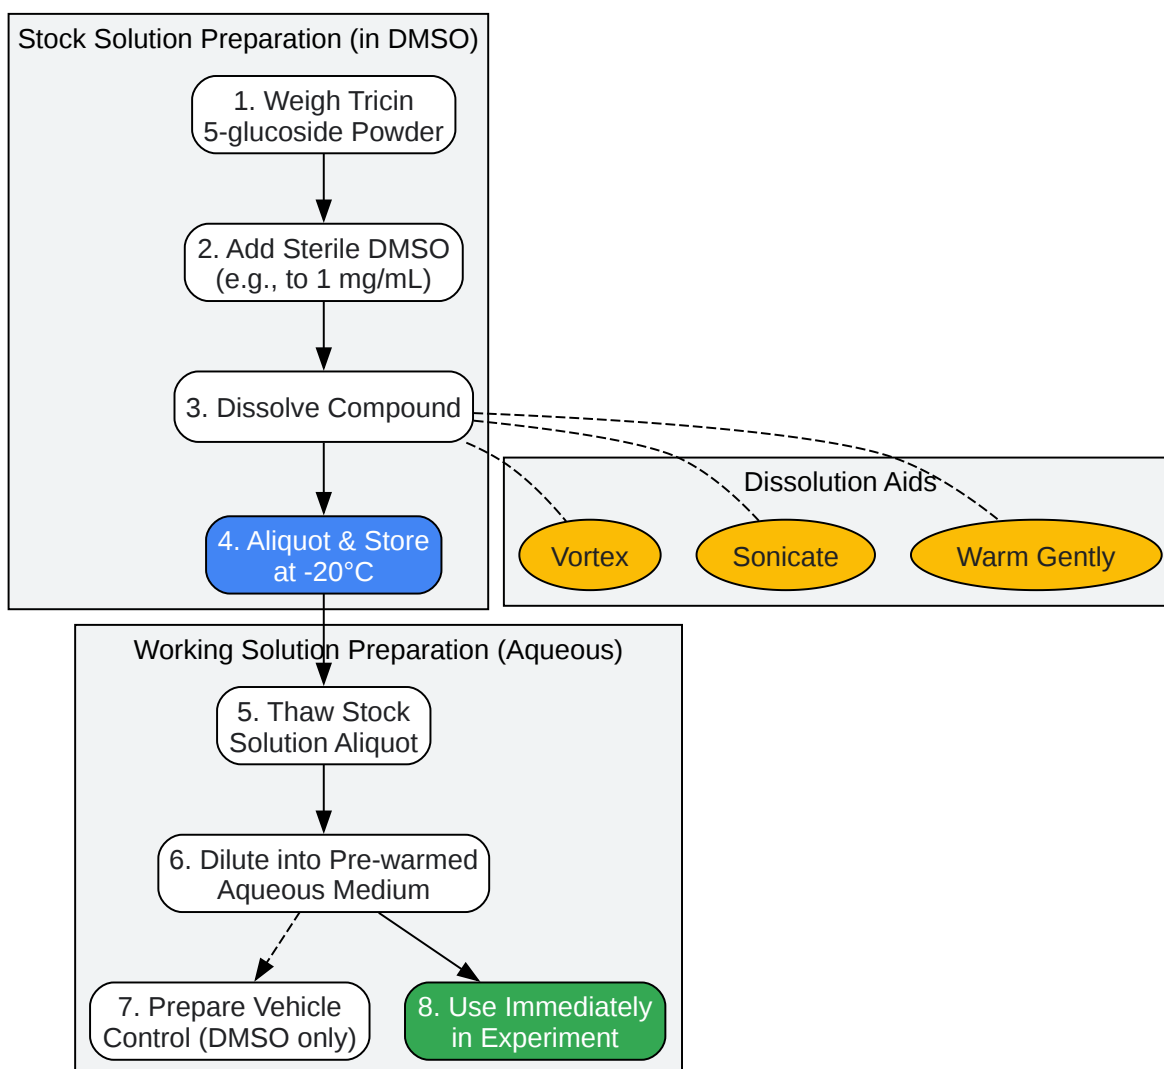 Stock Solution Preparation (in DMSO)
1. Weigh Tricin
5-glucoside Powder
2. Add Sterile DMSO
(e.g., to 1 mg/mL)
3. Dissolve Compound
Dissolution Aids
4. Aliquot & Store
at -20°C
Vortex
Sonicate
Warm Gently
Working Solution Preparation (Aqueous)
5. Thaw Stock
Solution Aliquot
6. Dilute into Pre-warmed
Aqueous Medium
7. Prepare Vehicle
Control (DMSO only)
8. Use Immediately
in Experiment